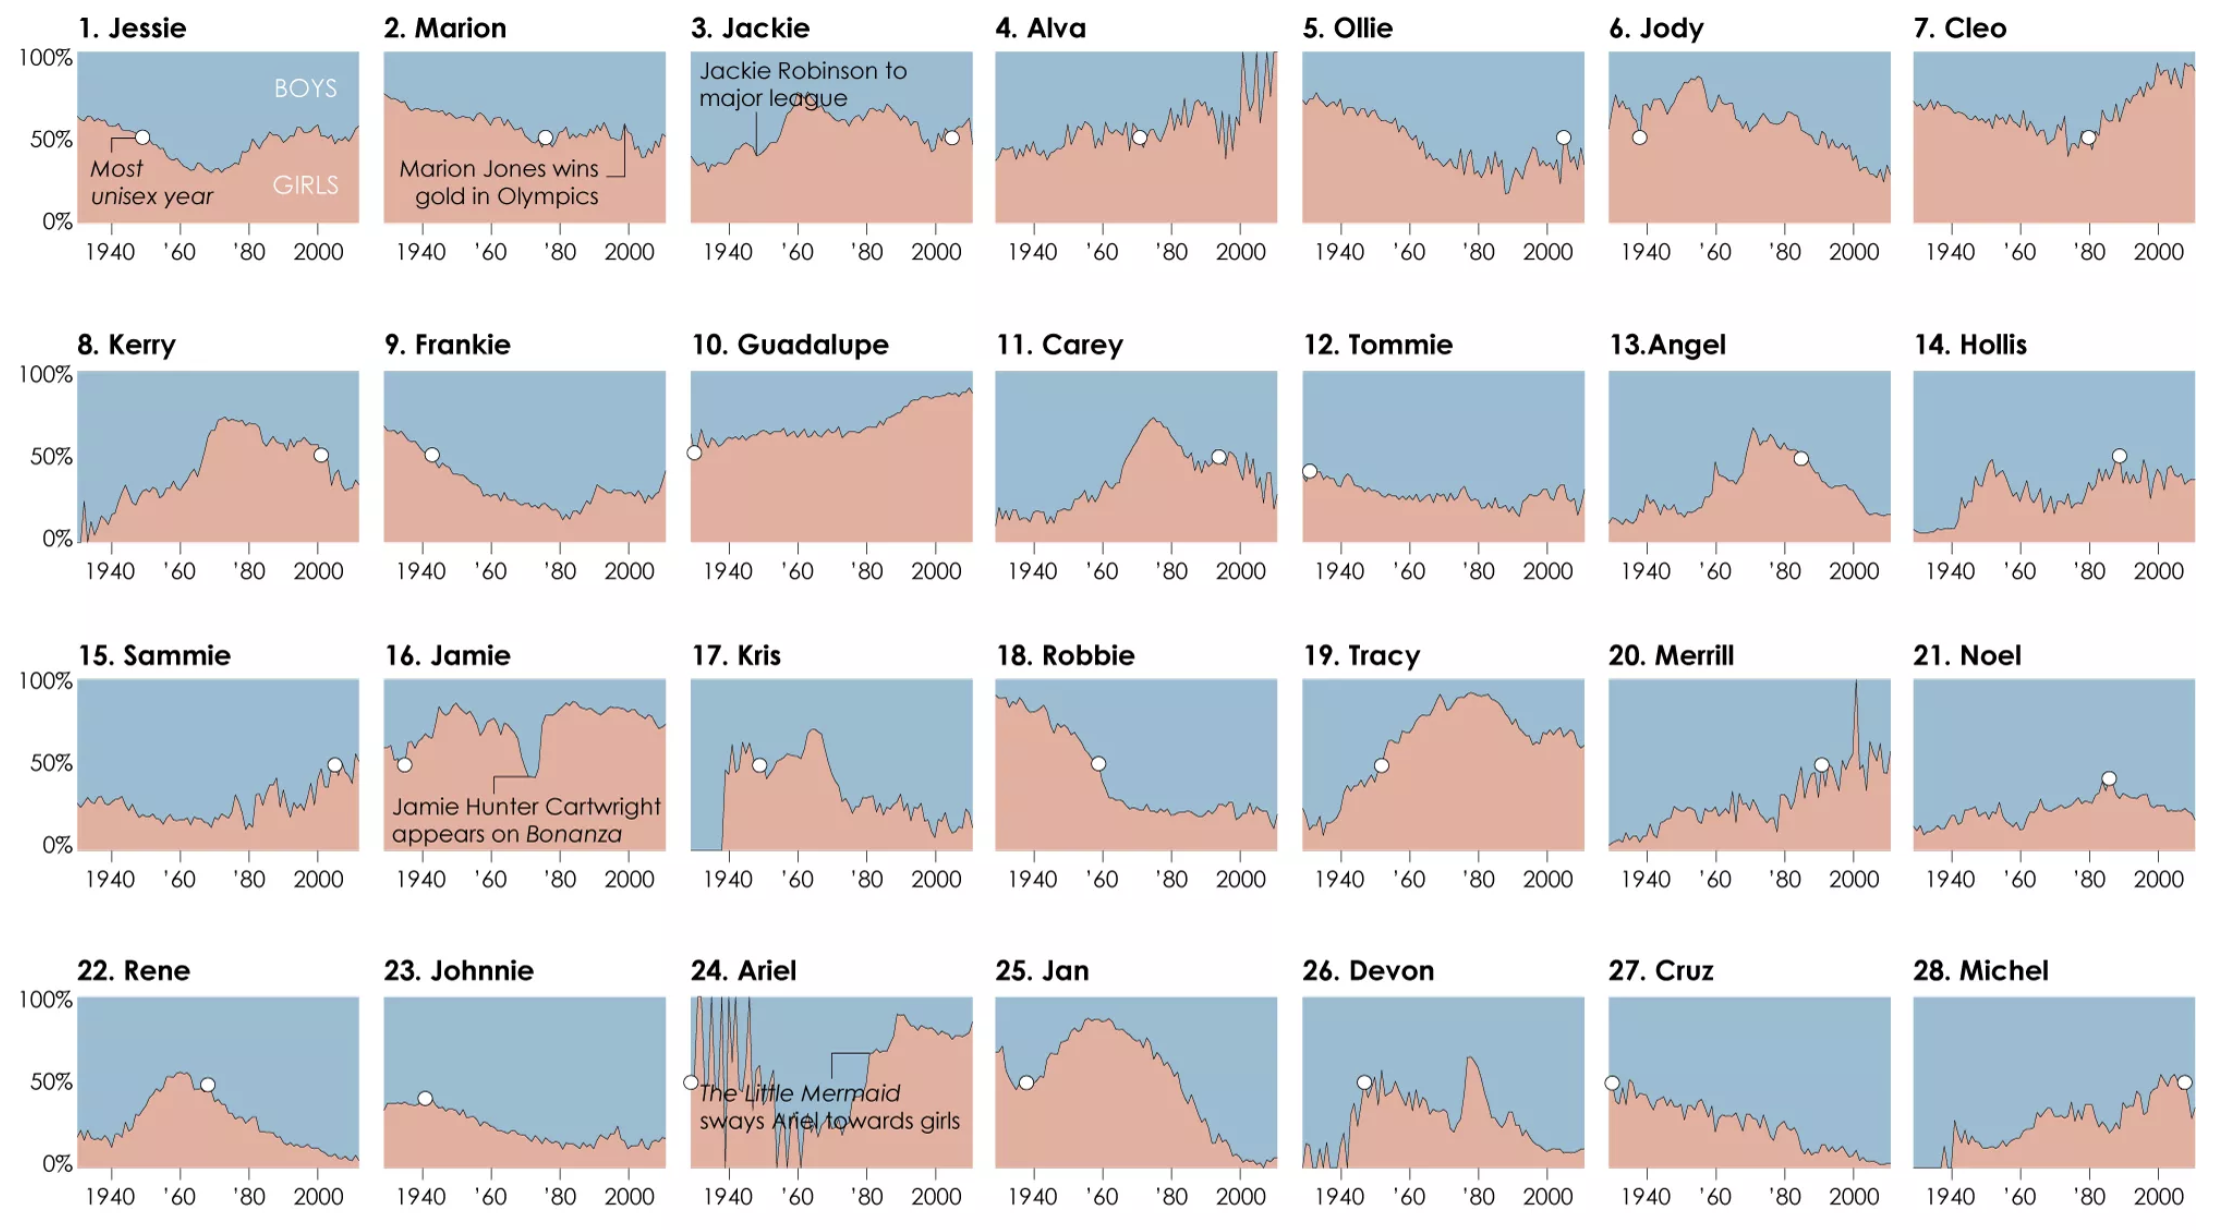 1. Jessie
2. Marion
3. Jackie
4. Alva
5. Ollie
6. Jody
7. Cleo
100%
50%
0%
BOYS
GIRLS
Most
unisex year
Marion Jones wins
gold in Olympics
Jackie Robinson to
major league
1940 '60 '80 2000
1940 '60 '80 2000
1940 '60 '80 2000
1940 '60 '80 2000
1940 '60 '80 2000
1940 '60 '80 2000
1940 '60 '80 2000
8. Kerry
9. Frankie
10. Guadalupe
11. Carey
12. Tommie
13.Angel
14. Hollis
100%
50%
0%
1940 '60 '80 2000
1940 '60 '80 2000
1940 '60 '80 2000
1940 '60 '80 2000
1940 '60 '80 2000
1940 '60 '80 2000
1940 '60 '80 2000
15. Sammie
16. Jamie
17. Kris
18. Robbie
19. Tracy
20. Merrill
21. Noel
100%
50%
0%
Jamie Hunter Cartwright
appears on Bonanza
1940 '60 '80 2000
1940 '60 '80 2000
1940 '60 '80 2000
1940 '60 '80 2000
1940 '60 '80 2000
1940 '60 '80 2000
1940 '60 '80 2000
22. Rene
23. Johnnie
24. Ariel
25. Jan
26. Devon
27. Cruz
28. Michel
100%
50%
0%
The Little Mermaid
sways Ariel towards girls
1940 '60 '80 2000
1940 '60 '80 2000
1940 '60 '80 2000
1940 '60 '80 2000
1940 '60 '80 2000
1940 '60 '80 2000
1940 '60 '80 2000